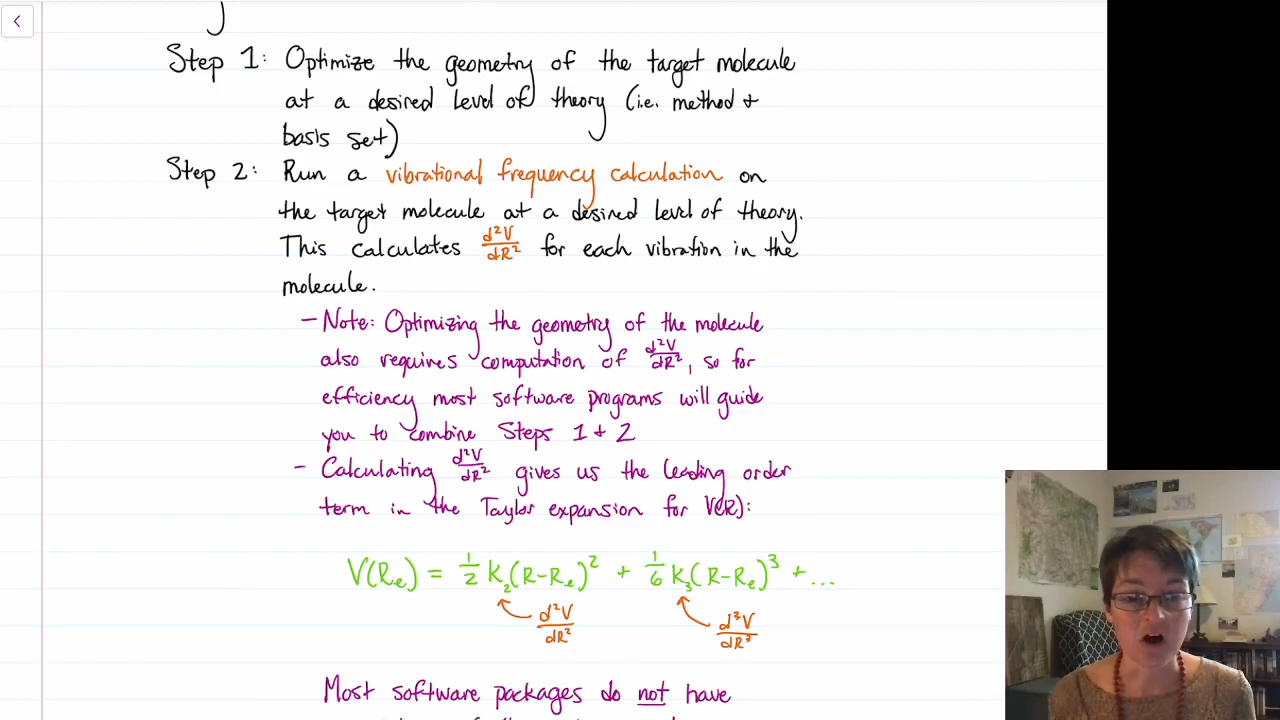 Step 1: Optimize the geometry of the target molecule
at a desired level of theory (i.e. method +
basis set)
Step 2: Run a vibrational frequency calculation on
the target molecule at a desired level of theory.
This calculates d²V/dR² for each vibration in the
molecule.
- Note: Optimizing the geometry of the molecule
also requires computation of d²V/dR², so for
efficiency most software programs will guide
you to combine Steps 1 + 2
- Calculating d²V/dR² gives us the leading order
term in the Taylor expansion for V(R):
V(Re) = 1/2 K₂(R-Re)² + 1/6 K₃(R-Re)³ + ...
d²V/dR² d³V/dR³
Most software packages do not have